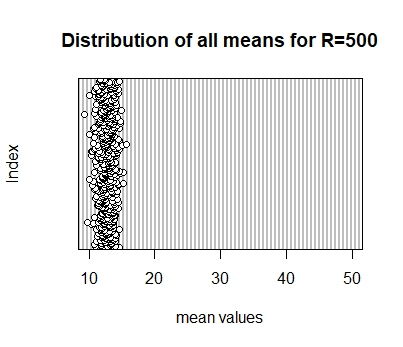 Distribution of all means for R=500
Index
10 20 30 40 50
mean values